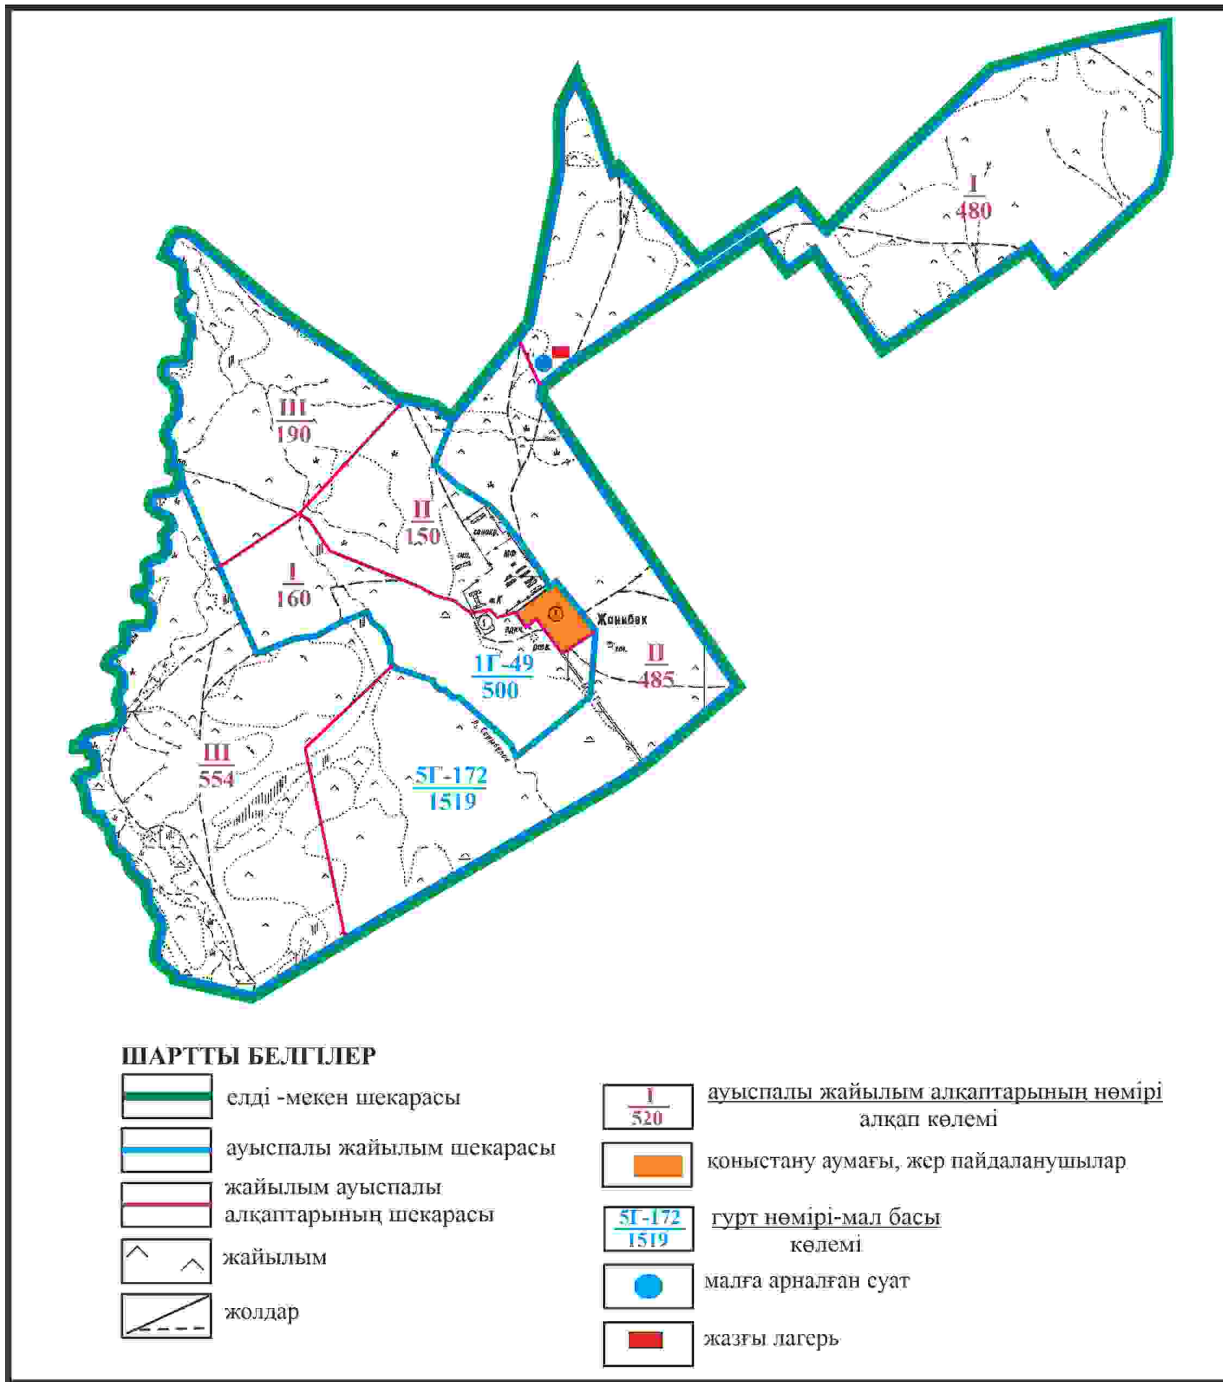 I
480
III
190
II
150
I
160
Жанибек
II
485
1Г-49
500
III
554
5Г-172
1519
ШАРТТЫ БЕЛГІЛЕР
елді -мекен шекарасы
ауыспалы жайылым шекарасы
жайылым ауыспалы
алқаптарының шекарасы
жайылым
жолдар
I
520
ауыспалы жайылым алқаптарының нөмірі
алқап көлемі
қоныстану аумағы, жер пайдаланушылар
5Г-172
1519
гурт нөмірі-мал басы
көлемі
малға арналған суат
жазғы лагерь